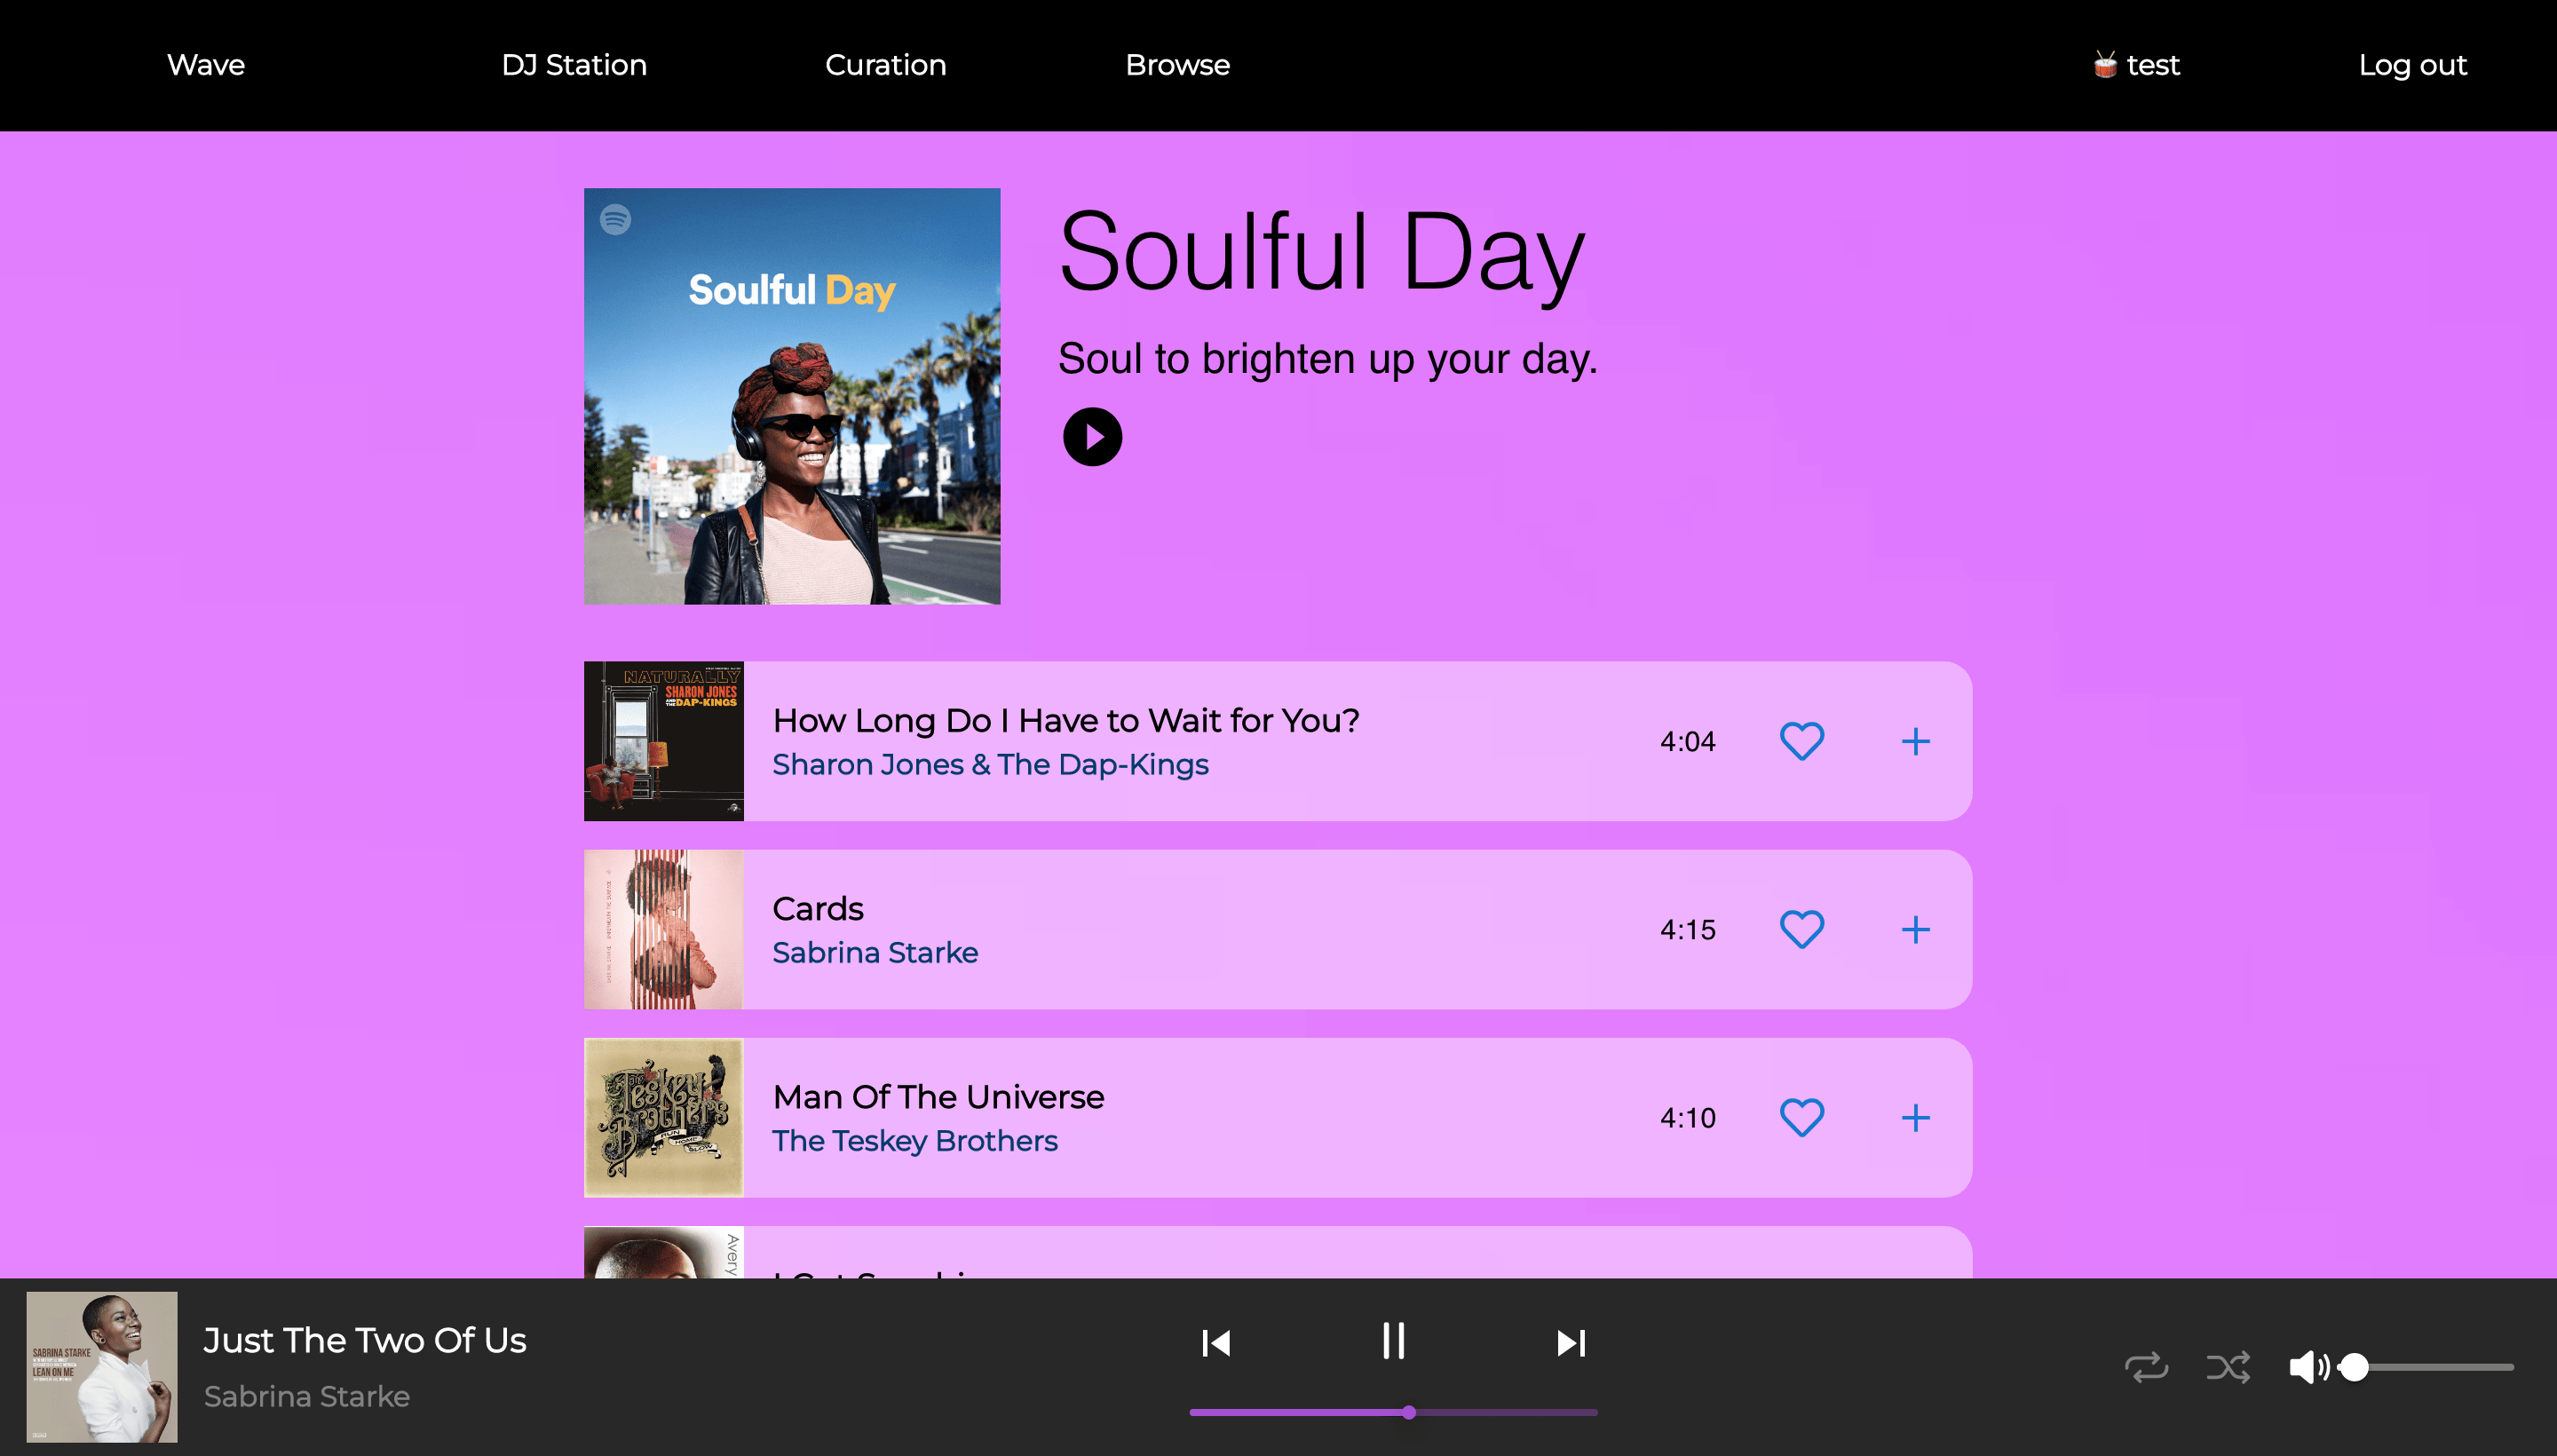 Wave
DJ Station
Curation
Browse
🥁 test
Log out
Soulful Day
Soulful Day
Soul to brighten up your day.
NATURALLY
SHARON JONES
AND THE DAP-KINGS
How Long Do I Have to Wait for You?
Sharon Jones & The Dap-Kings
4:04
Cards
Sabrina Starke
4:15
Teskey
Brothers
RUN
HOME
SLOW
Man Of The Universe
The Teskey Brothers
4:10
Avery
SABRINA STARKE
LEAN ON ME
Just The Two Of Us
Sabrina Starke